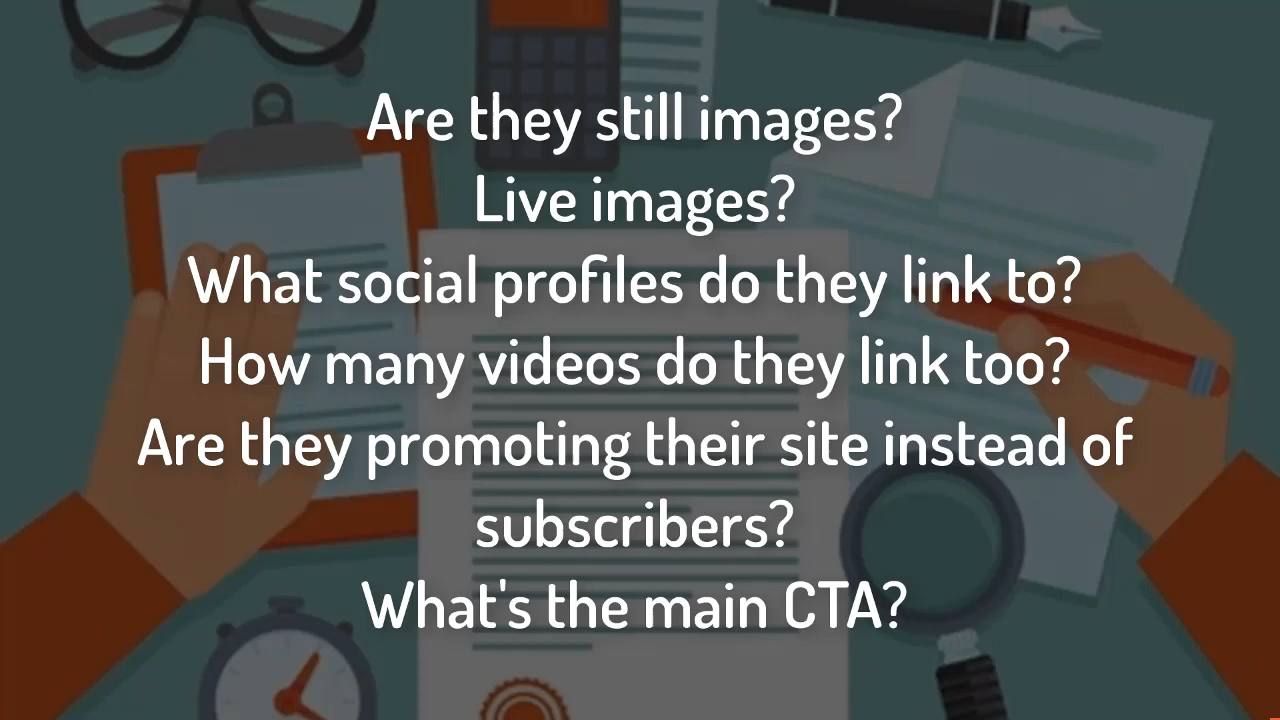 Are they still images?
Live images?
What social profiles do they link to?
How many videos do they link too?
Are they promoting their site instead of
subscribers?
What's the main CTA?